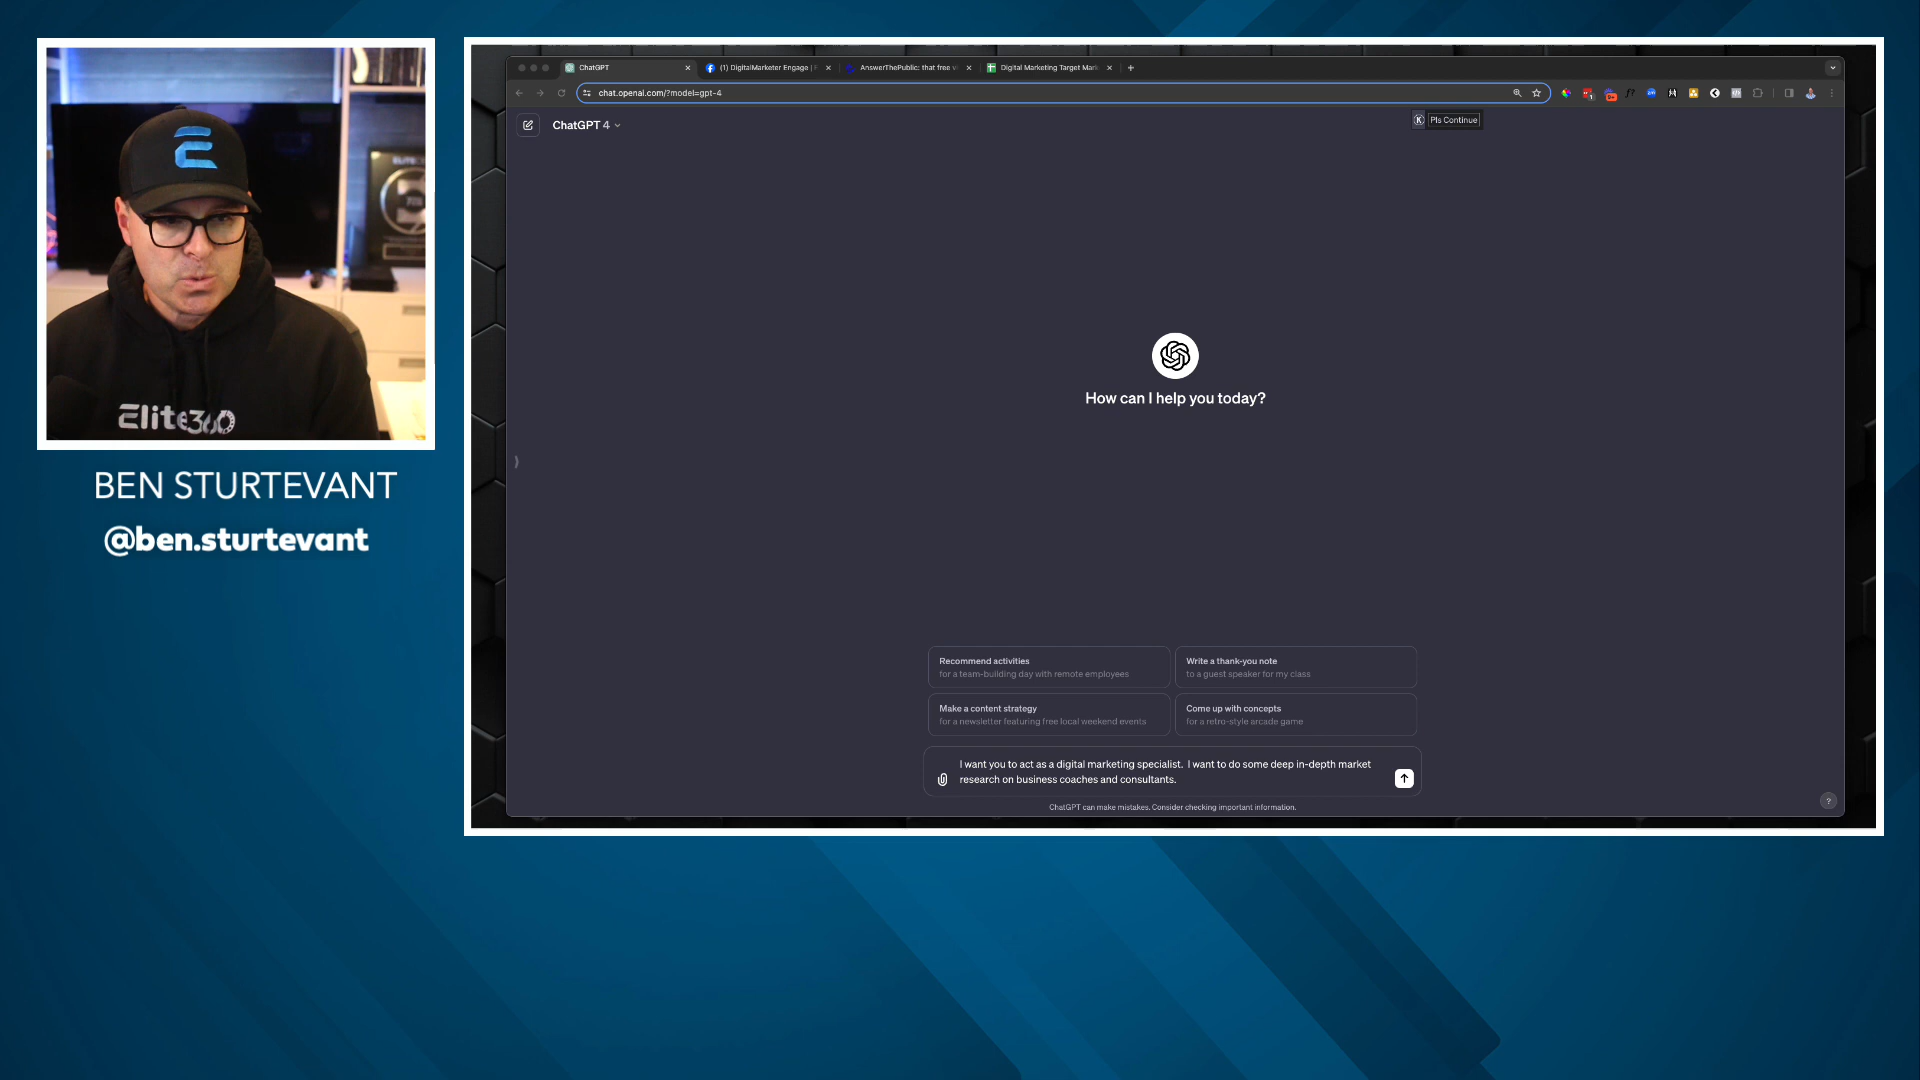 Elite360
BEN STURTEVANT
@ben.sturtevant
ChatGPT
(1) DigitalMarketer Engage |
AnswerThePublic: that free vi
Digital Marketing Target Mark
chat.openai.com/?model=gpt-4
ChatGPT 4
K Pls Continue
How can I help you today?
Recommend activities
for a team-building day with remote employees
Write a thank-you note
to a guest speaker for my class
Make a content strategy
for a newsletter featuring free local weekend events
Come up with concepts
for a retro-style arcade game
I want you to act as a digital marketing specialist.  I want to do some deep in-depth market
research on business coaches and consultants.
ChatGPT can make mistakes. Consider checking important information.
?